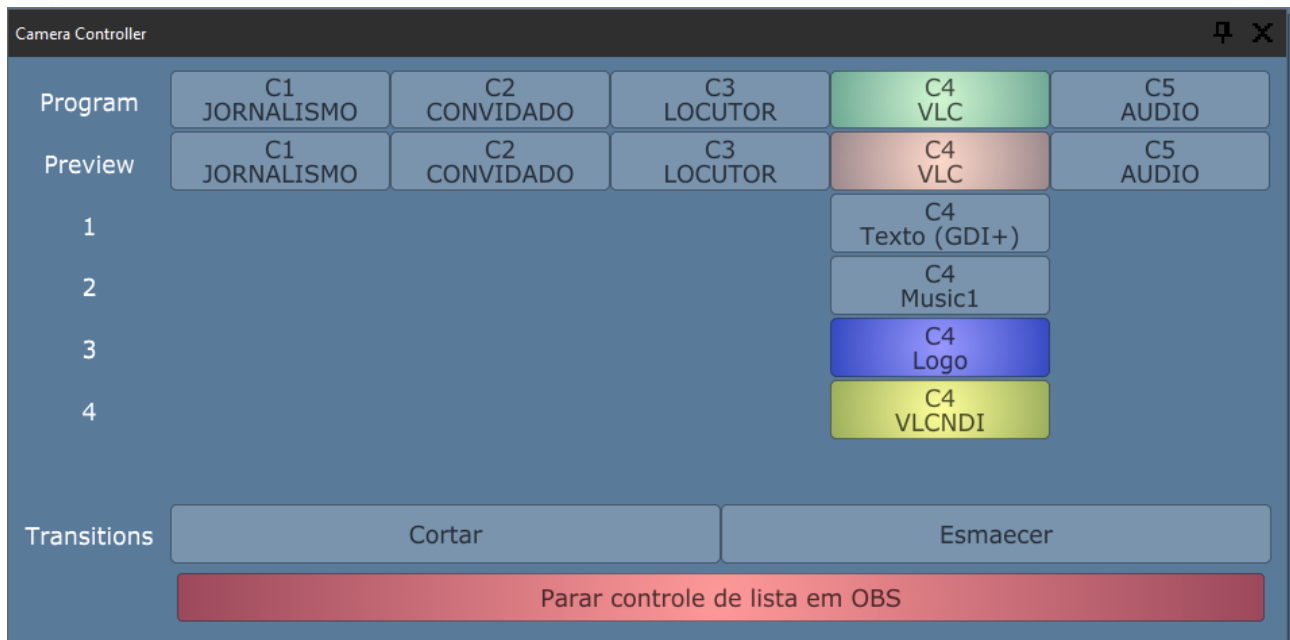 Camera Controller
Program
C1
JORNALISMO
C2
CONVIDADO
C3
LOCUTOR
C4
VLC
C5
AUDIO
Preview
C1
JORNALISMO
C2
CONVIDADO
C3
LOCUTOR
C4
VLC
C5
AUDIO
1
C4
Texto (GDI+)
2
C4
Music1
3
C4
Logo
4
C4
VLCNDI
Transitions
Cortar
Esmaecer
Parar controle de lista em OBS